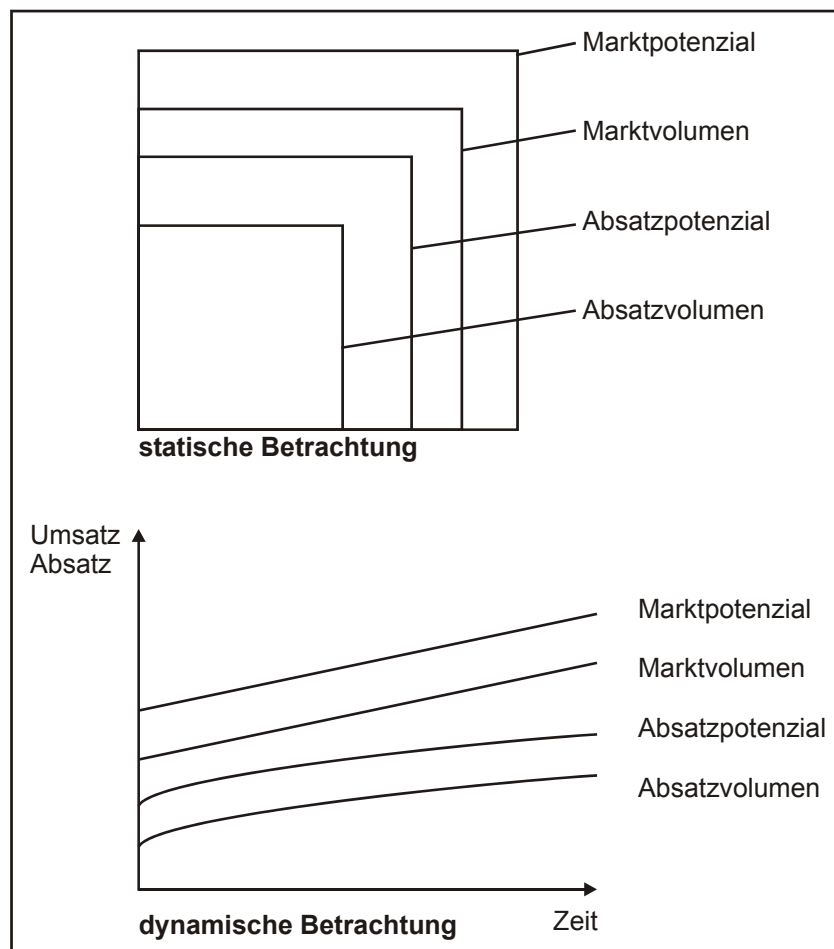 Marktpotenzial
Marktvolumen
Absatzpotenzial
Absatzvolumen
statische Betrachtung
Umsatz
Absatz
Marktpotenzial
Marktvolumen
Absatzpotenzial
Absatzvolumen
dynamische Betrachtung
Zeit